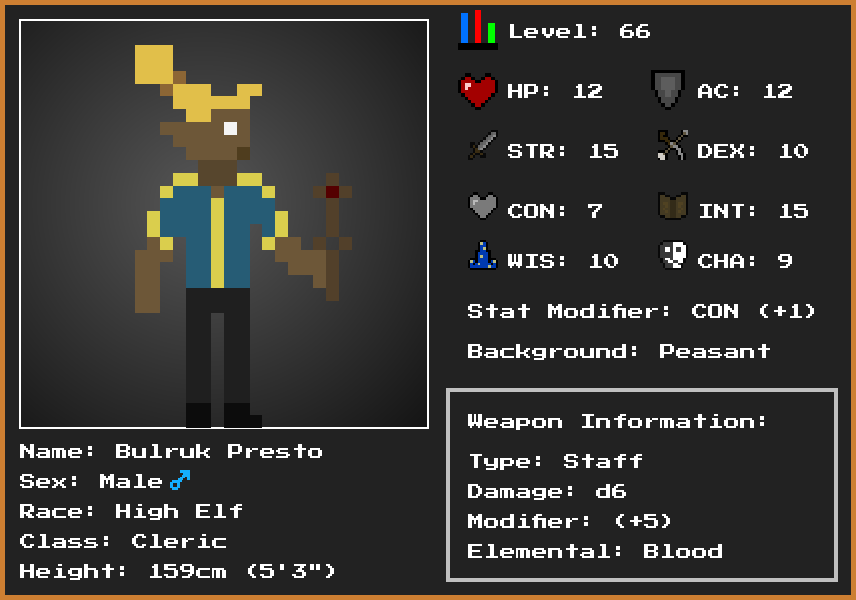 Level: 66
HP: 12 AC: 12
STR: 15 DEX: 10
CON: 7 INT: 15
WIS: 10 CHA: 9
Stat Modifier: CON (+1)
Background: Peasant
Weapon Information:
Type: Staff
Damage: d6
Modifier: (+5)
Elemental: Blood
Name: Bulruk Presto
Sex: Male♂
Race: High Elf
Class: Cleric
Height: 159cm (5'3")